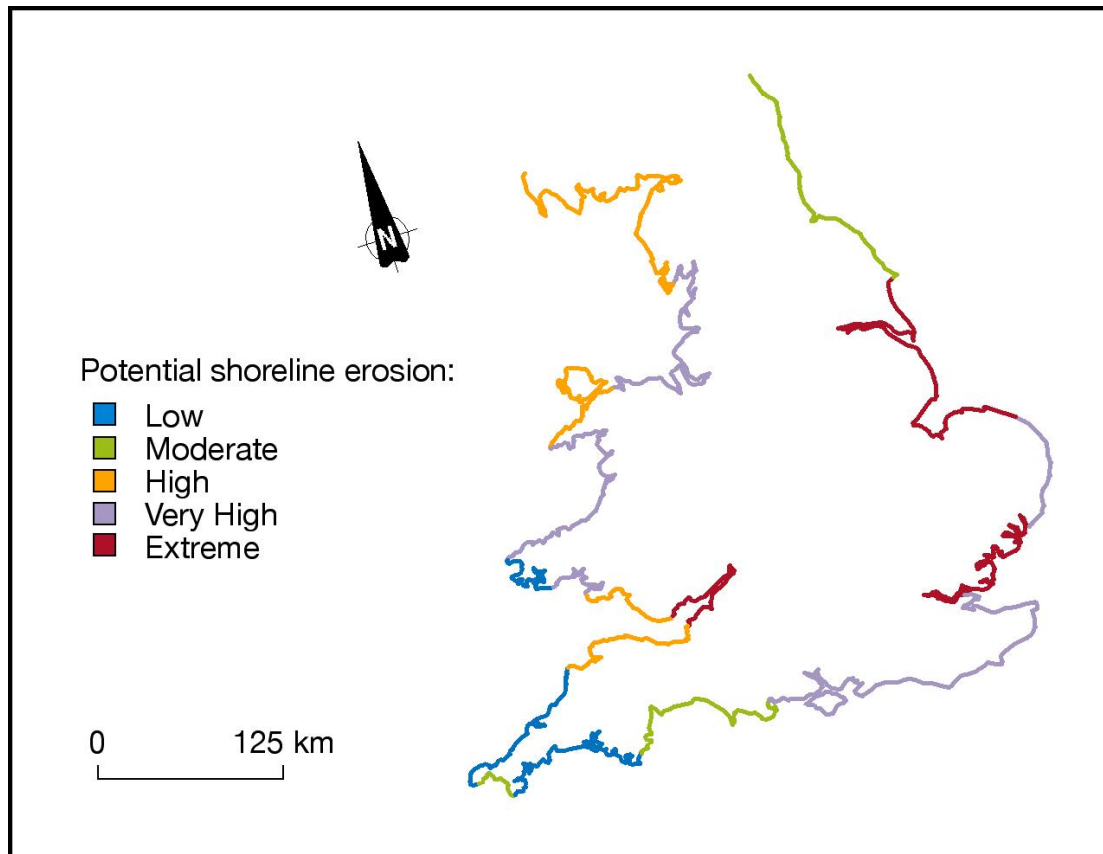 N
Potential shoreline erosion:
Low
Moderate
High
Very High
Extreme
0 125 km